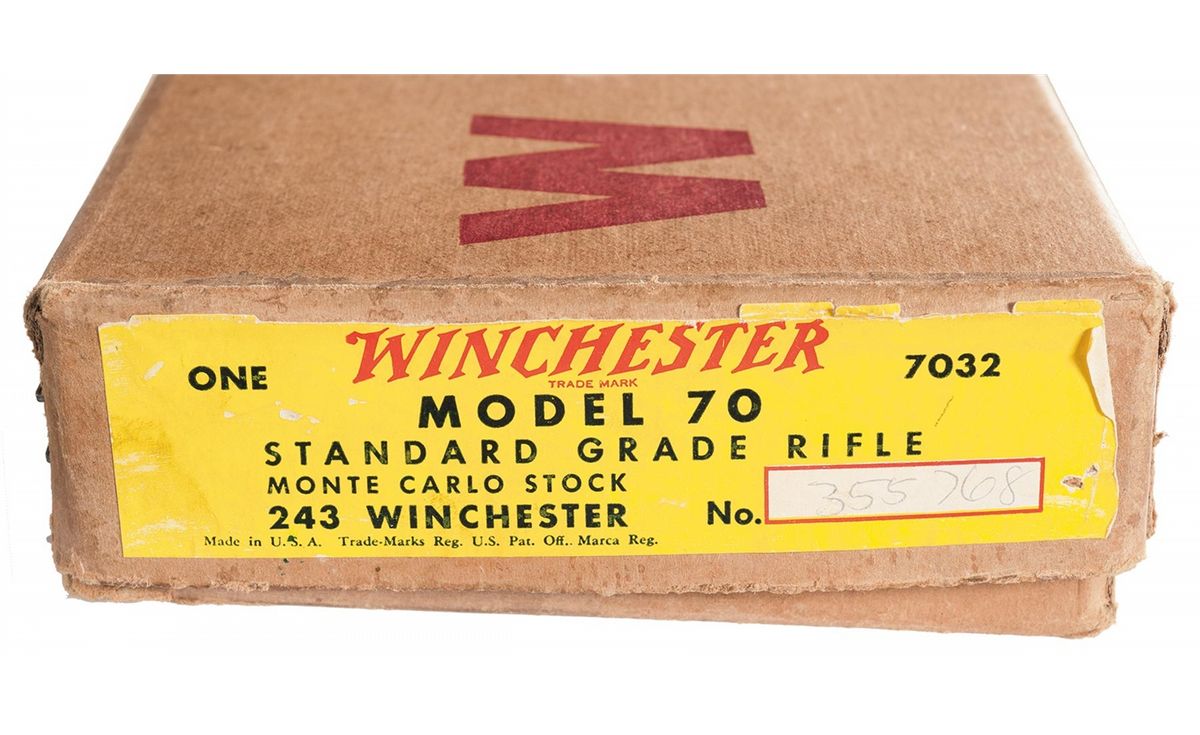 W
WINCHESTER
ONE
7032
TRADE MARK
MODEL 70
STANDARD GRADE RIFLE
MONTE CARLO STOCK
243 WINCHESTER No. 355768
Made in U.S.A. Trade-Marks Reg. U.S. Pat. Off.. Marca Reg.